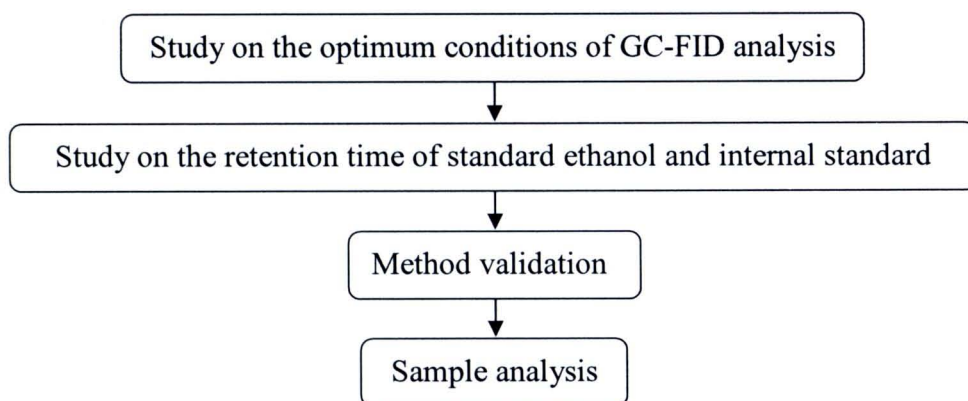 Study on the optimum conditions of GC-FID analysis
Study on the retention time of standard ethanol and internal standard
Method validation
Sample analysis